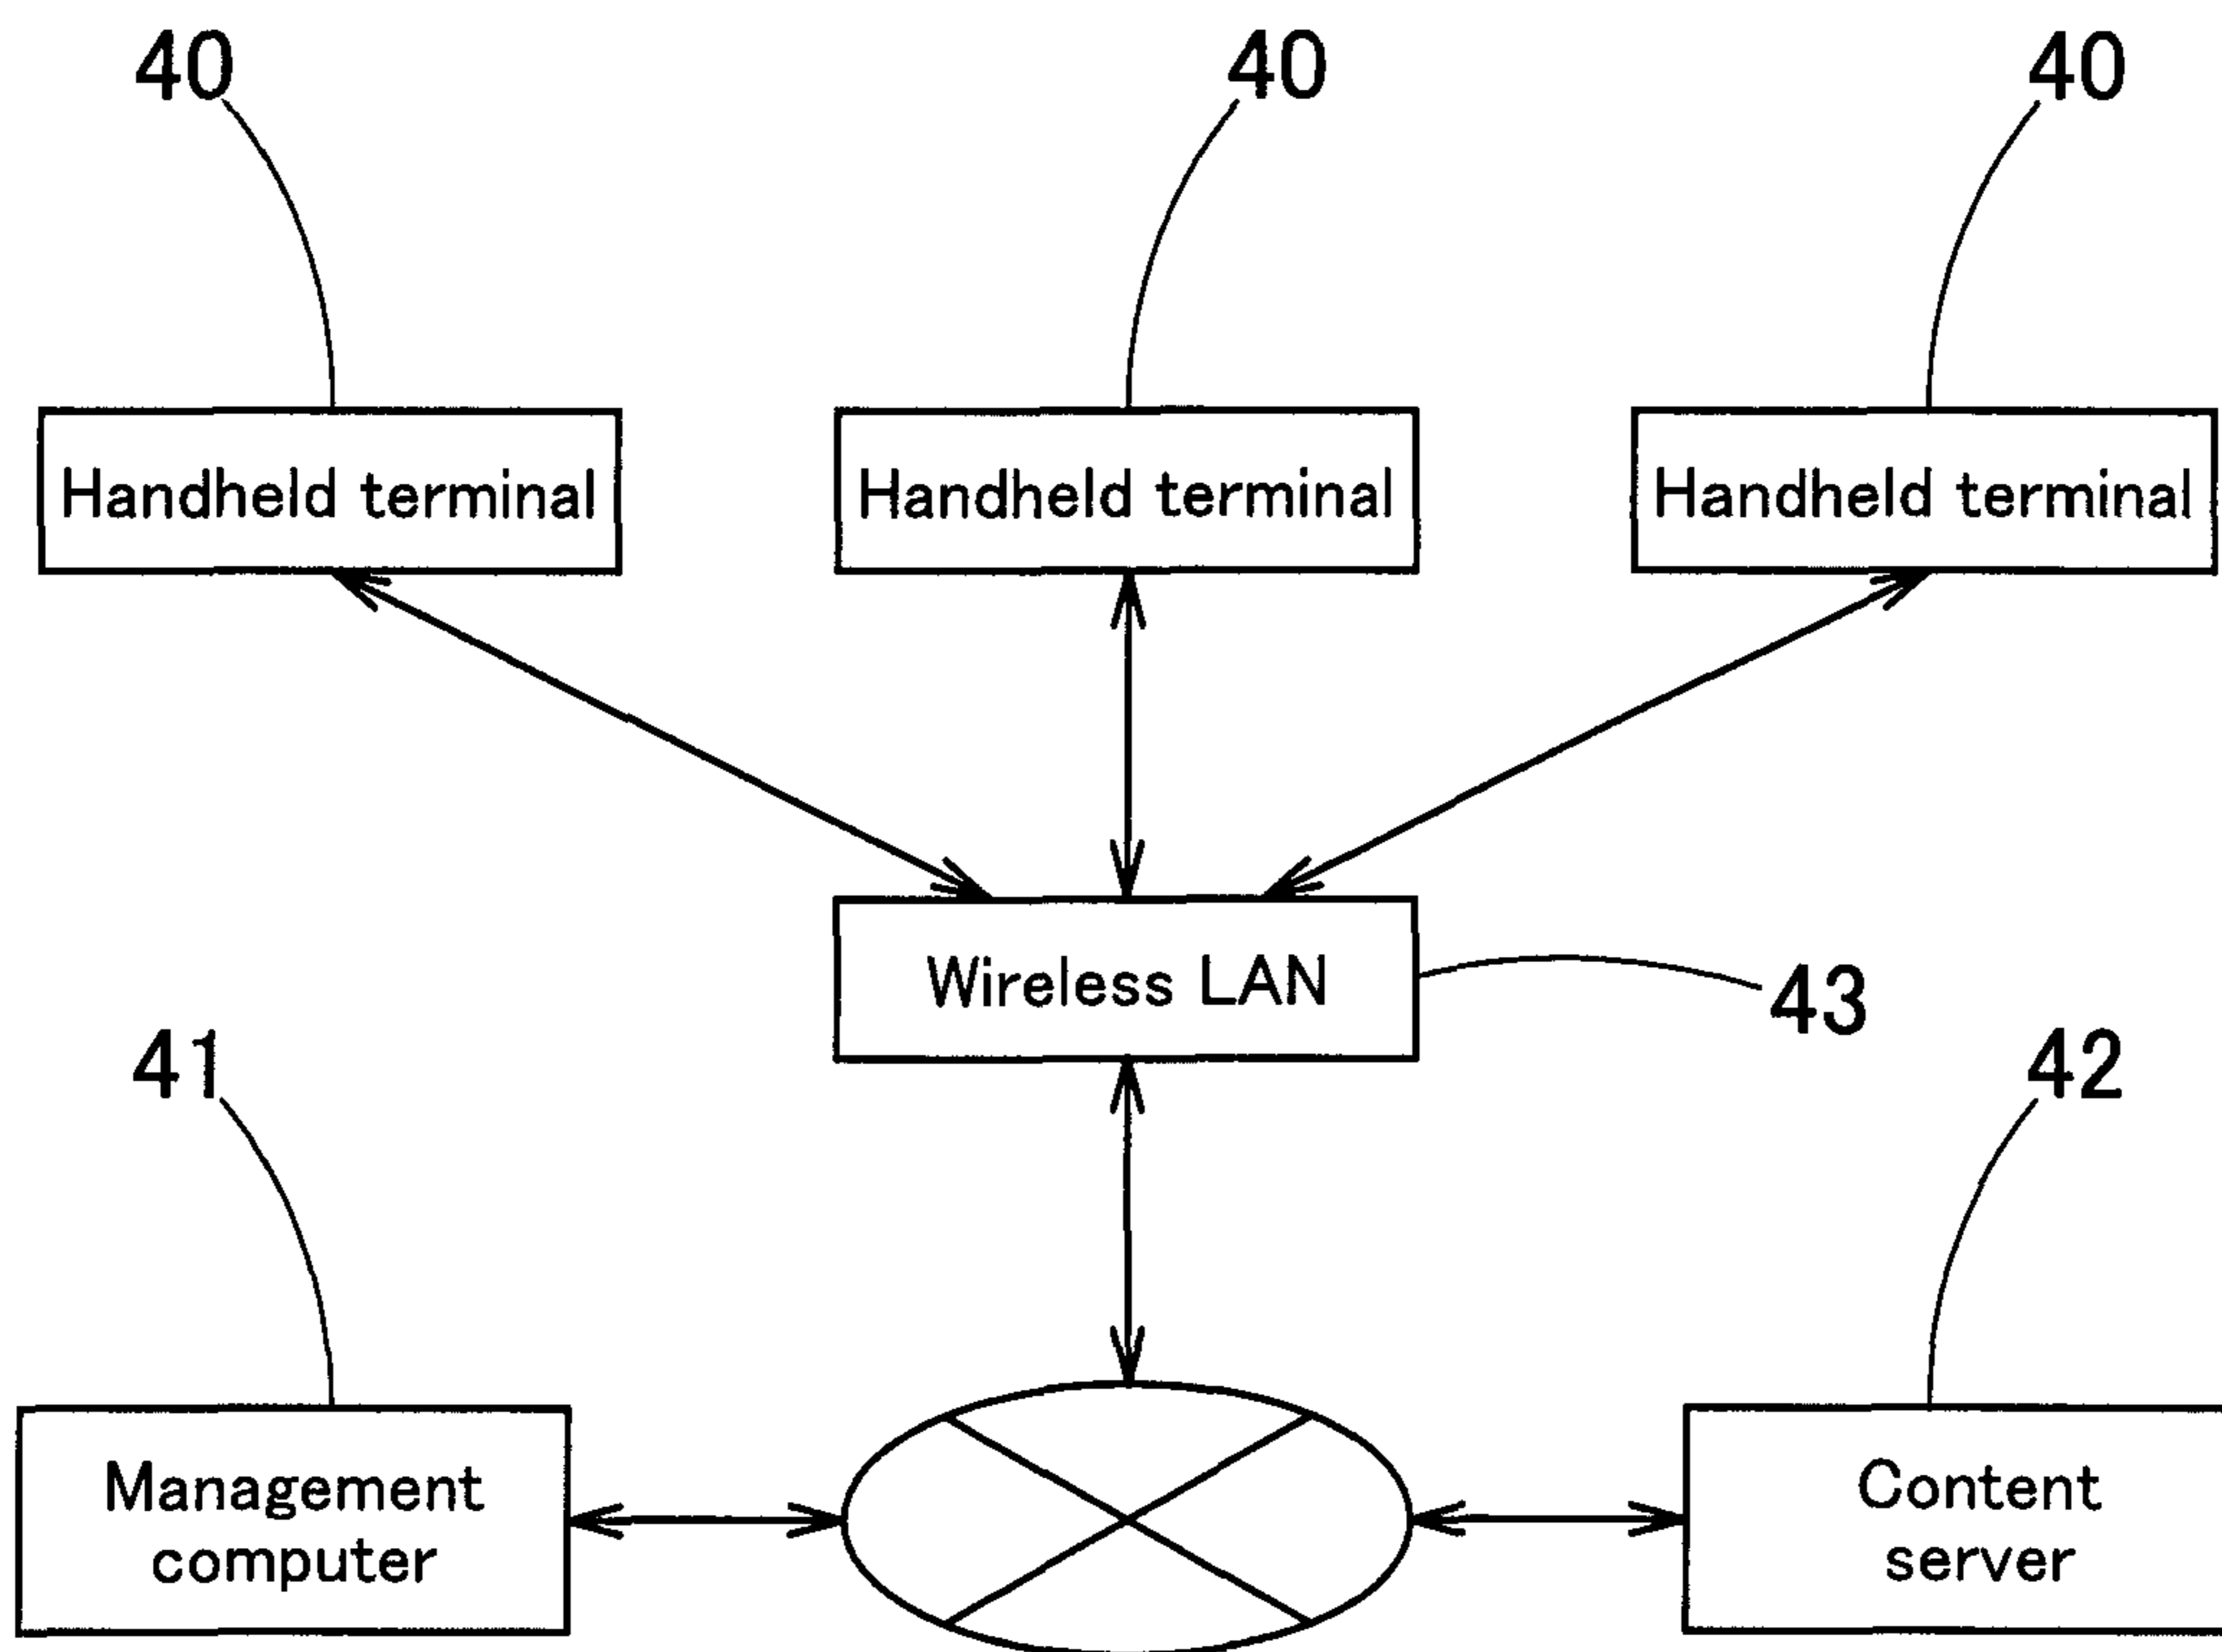 40
40
40
Handheld terminal
Handheld terminal
Handheld terminal
Wireless LAN
43
41
42
Management
computer
Content
server